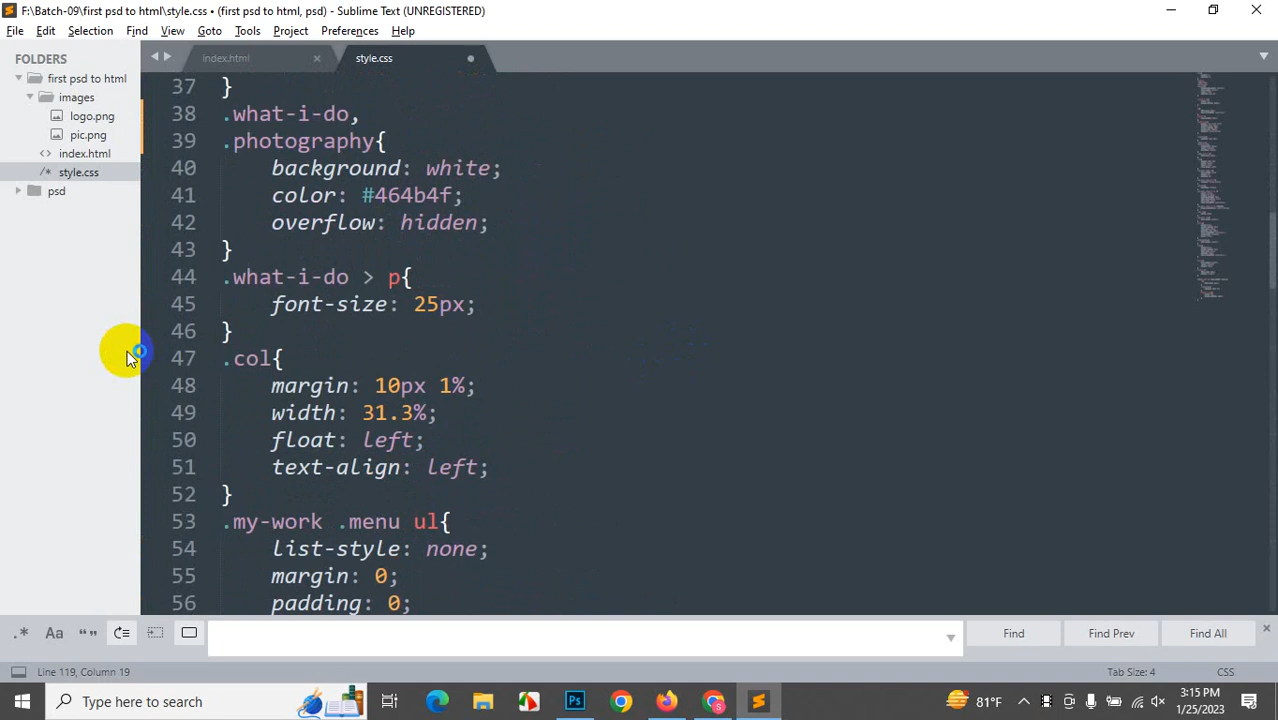 F:\Batch-09\first psd to html\style.css • (first psd to html, psd) - Sublime Text (UNREGISTERED)
File Edit Selection Find View Goto Tools Project Preferences Help
FOLDERS
first psd to html
images
logo.png
pic.png
<> index.html
/* style.css
psd
index.html
style.css
37 }
38 .what-i-do,
39 .photography{
40 background: white;
41 color: #464b4f;
42 overflow: hidden;
43 }
44 .what-i-do > p{
45 font-size: 25px;
46 }
47 .col{
48 margin: 10px 1%;
49 width: 31.3%;
50 float: left;
51 text-align: left;
52 }
53 .my-work .menu ul{
54 list-style: none;
55 margin: 0;
56 padding: 0;
.* Aa “” Find Find Prev Find All
Line 119, Column 19 Tab Size: 4 CSS
Type here to search
Ps
S
81°F
3:15 PM
1/25/2023